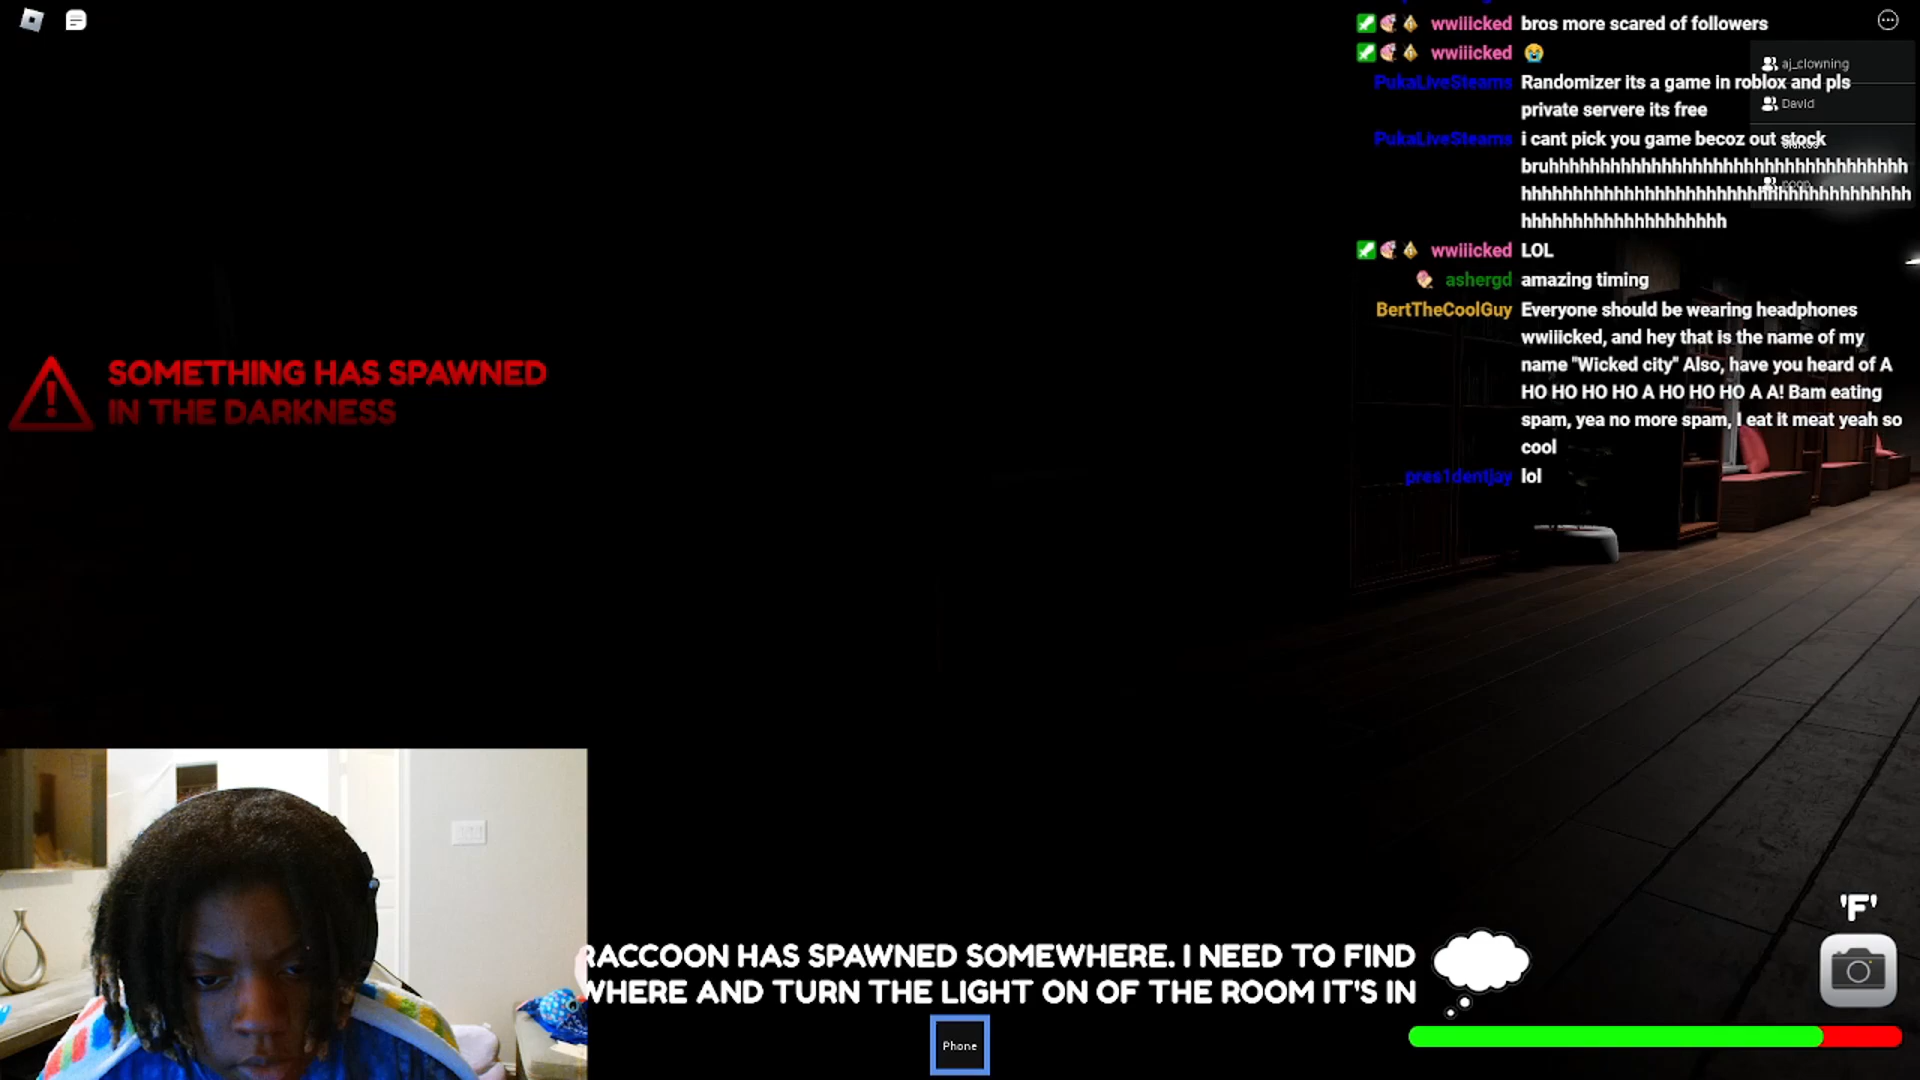 wwiiicked bros more scared of followers
wwiiicked 😭
aj_clowning
PukaLiveSteams Randomizer its a game in roblox and pls
private servere its free
David
PukaLiveSteams i cant pick you game becoz out stock
bruhhhhhhhhhhhhhhhhhhhhhhhhhhhhhhhhhh
hhhhhhhhhhhhhhhhhhhhhhhhhhhhhhhhhhhhh
hhhhhhhhhhhhhhhhhhhh
poop
wwiiicked LOL
ashergd amazing timing
BertTheCoolGuy Everyone should be wearing headphones
wwiiicked, and hey that is the name of my
name "Wicked city" Also, have you heard of A
HO HO HO HO A HO HO HO A A! Bam eating
spam, yea no more spam, I eat it meat yeah so
cool
pres1dentjay lol
SOMETHING HAS SPAWNED
IN THE DARKNESS
RACCOON HAS SPAWNED SOMEWHERE. I NEED TO FIND
WHERE AND TURN THE LIGHT ON OF THE ROOM IT'S IN
'F'
Phone